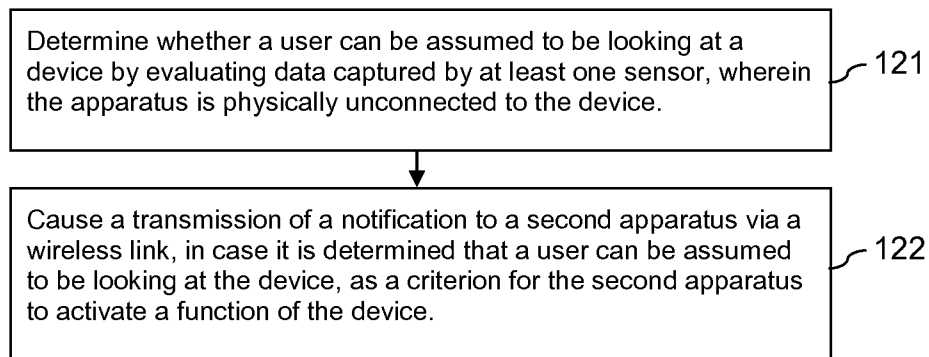 Determine whether a user can be assumed to be looking at a
device by evaluating data captured by at least one sensor, wherein
the apparatus is physically unconnected to the device.
121
Cause a transmission of a notification to a second apparatus via a
wireless link, in case it is determined that a user can be assumed
to be looking at the device, as a criterion for the second apparatus
to activate a function of the device.
122